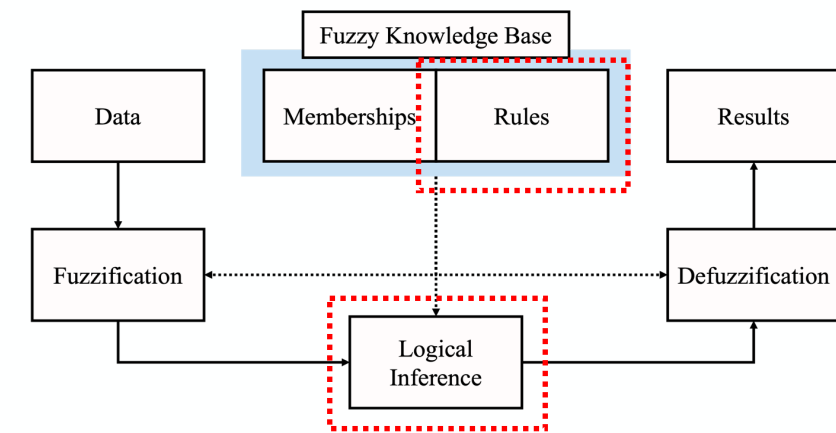 Fuzzy Knowledge Base
Data
Memberships
Rules
Results
Fuzzification
Defuzzification
Logical
Inference